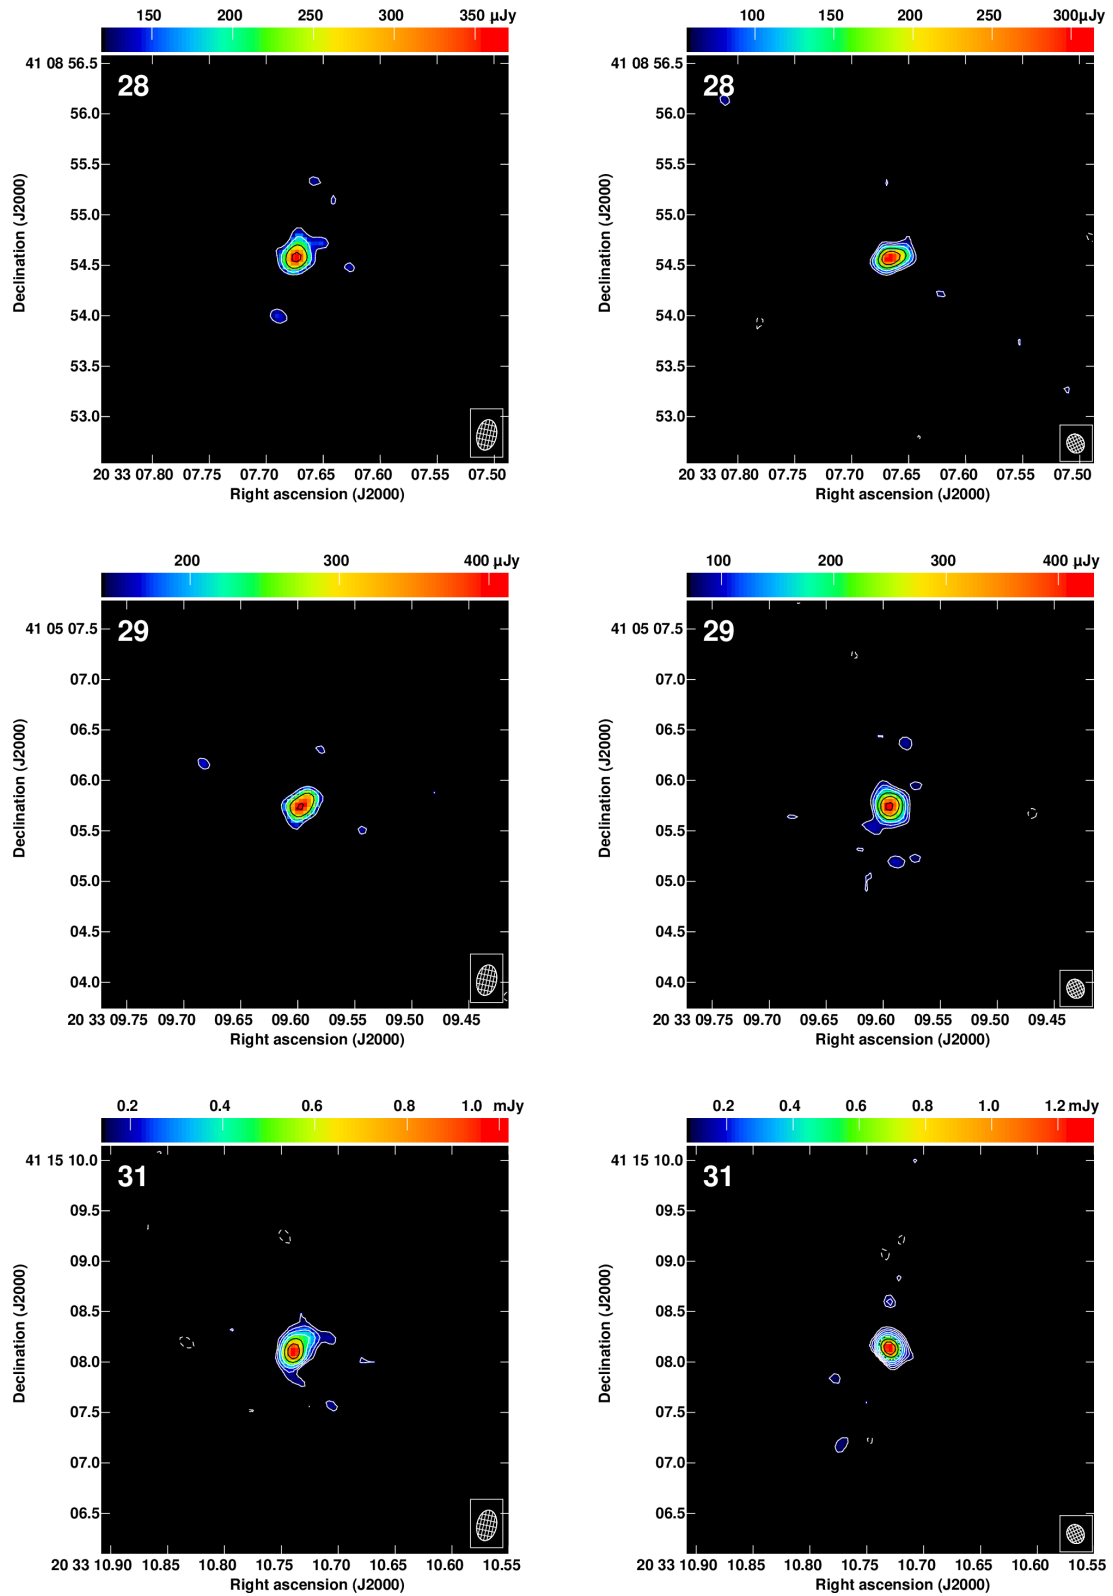 150 200 250 300 350 μJy
41 08 56.5
28
56.0
55.5
55.0
54.5
54.0
53.5
53.0
Declination (J2000)
20 33 07.80 07.75 07.70 07.65 07.60 07.55 07.50
Right ascension (J2000)
100 150 200 250 300μJy
41 08 56.5
28
56.0
55.5
55.0
54.5
54.0
53.5
53.0
Declination (J2000)
20 33 07.80 07.75 07.70 07.65 07.60 07.55 07.50
Right ascension (J2000)
200 300 400 μJy
41 05 07.5
29
07.0
06.5
06.0
05.5
05.0
04.5
04.0
Declination (J2000)
20 33 09.75 09.70 09.65 09.60 09.55 09.50 09.45
Right ascension (J2000)
100 200 300 400 μJy
41 05 07.5
29
07.0
06.5
06.0
05.5
05.0
04.5
04.0
Declination (J2000)
20 33 09.75 09.70 09.65 09.60 09.55 09.50 09.45
Right ascension (J2000)
0.2 0.4 0.6 0.8 1.0 mJy
41 15 10.0
31
09.5
09.0
08.5
08.0
07.5
07.0
06.5
Declination (J2000)
20 33 10.90 10.85 10.80 10.75 10.70 10.65 10.60 10.55
Right ascension (J2000)
0.2 0.4 0.6 0.8 1.0 1.2 mJy
41 15 10.0
31
09.5
09.0
08.5
08.0
07.5
07.0
06.5
Declination (J2000)
20 33 10.90 10.85 10.80 10.75 10.70 10.65 10.60 10.55
Right ascension (J2000)